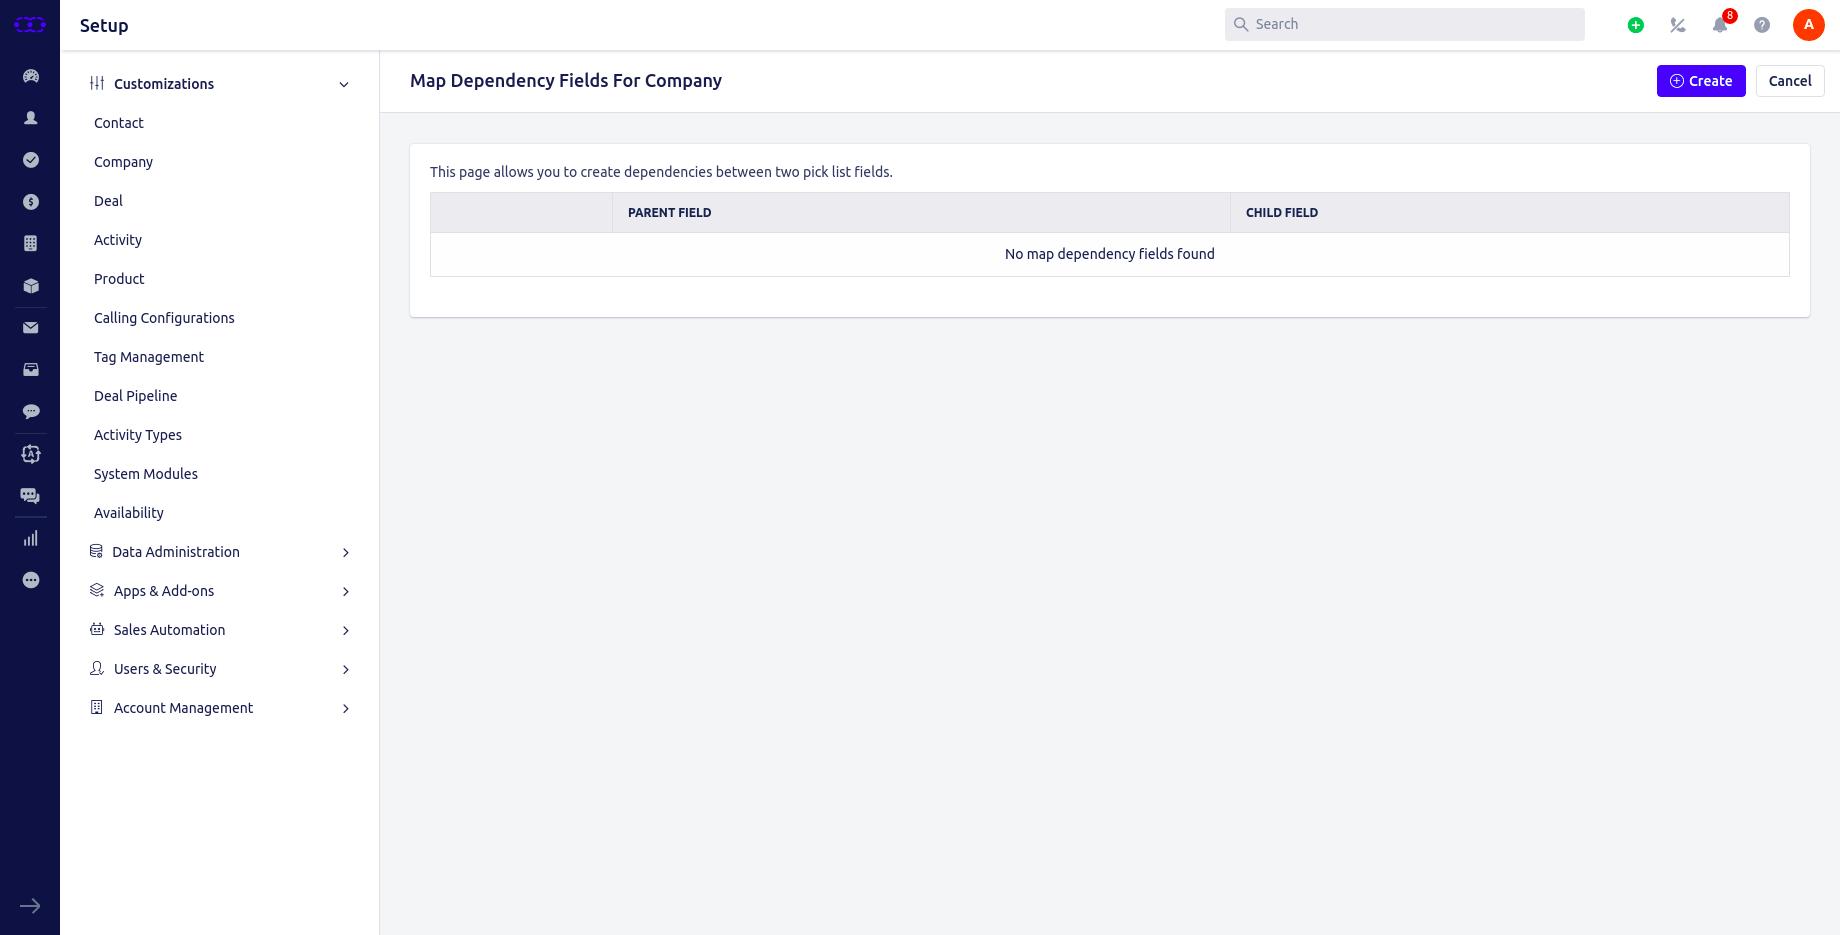 Setup
Search
8
A
Customizations
Contact
Company
Deal
Activity
Product
Calling Configurations
Tag Management
Deal Pipeline
Activity Types
System Modules
Availability
Data Administration
Apps & Add-ons
Sales Automation
Users & Security
Account Management
Map Dependency Fields For Company
Create
Cancel
This page allows you to create dependencies between two pick list fields.
PARENT FIELD
CHILD FIELD
No map dependency fields found